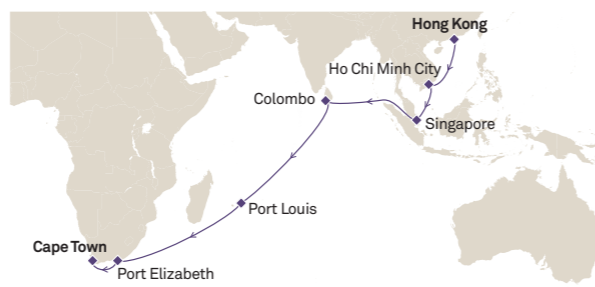 Hong Kong
Ho Chi Minh City
Colombo
Singapore
Port Louis
Cape Town
Port Elizabeth